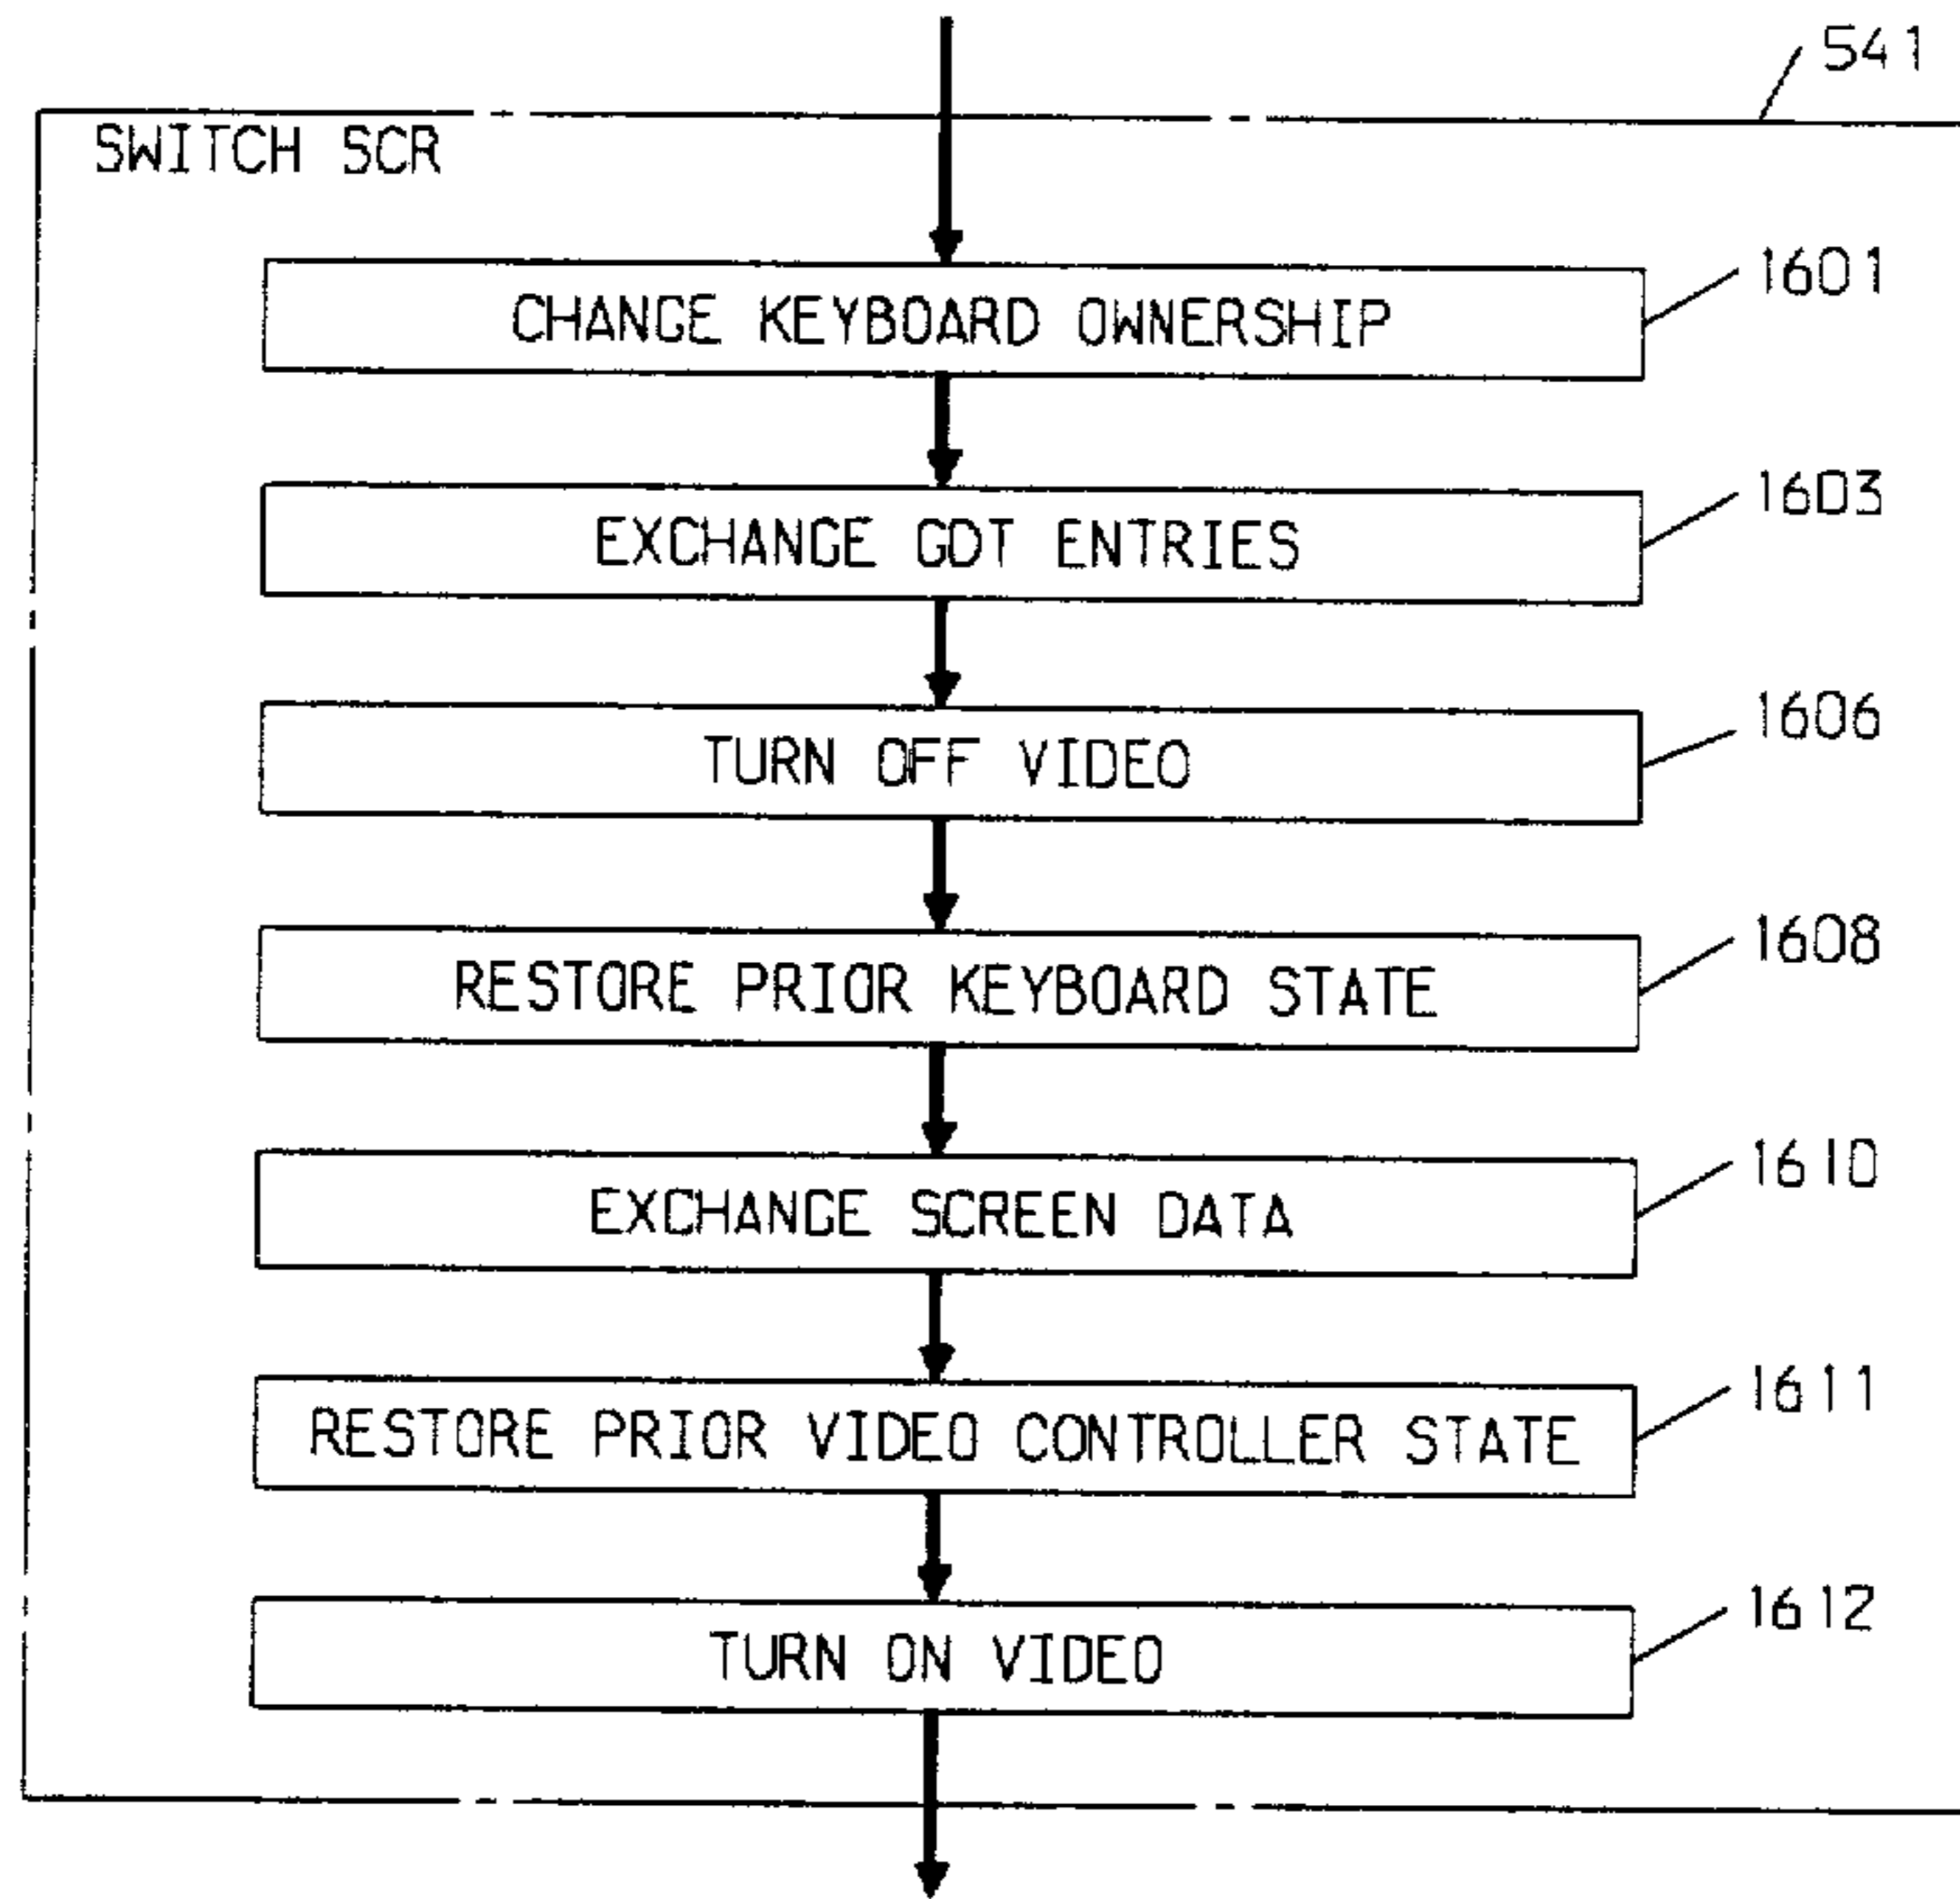 541
SWITCH SCR
CHANGE KEYBOARD OWNERSHIP
1601
EXCHANGE GDT ENTRIES
1603
TURN OFF VIDEO
1606
RESTORE PRIOR KEYBOARD STATE
1608
EXCHANGE SCREEN DATA
1610
RESTORE PRIOR VIDEO CONTROLLER STATE
1611
TURN ON VIDEO
1612